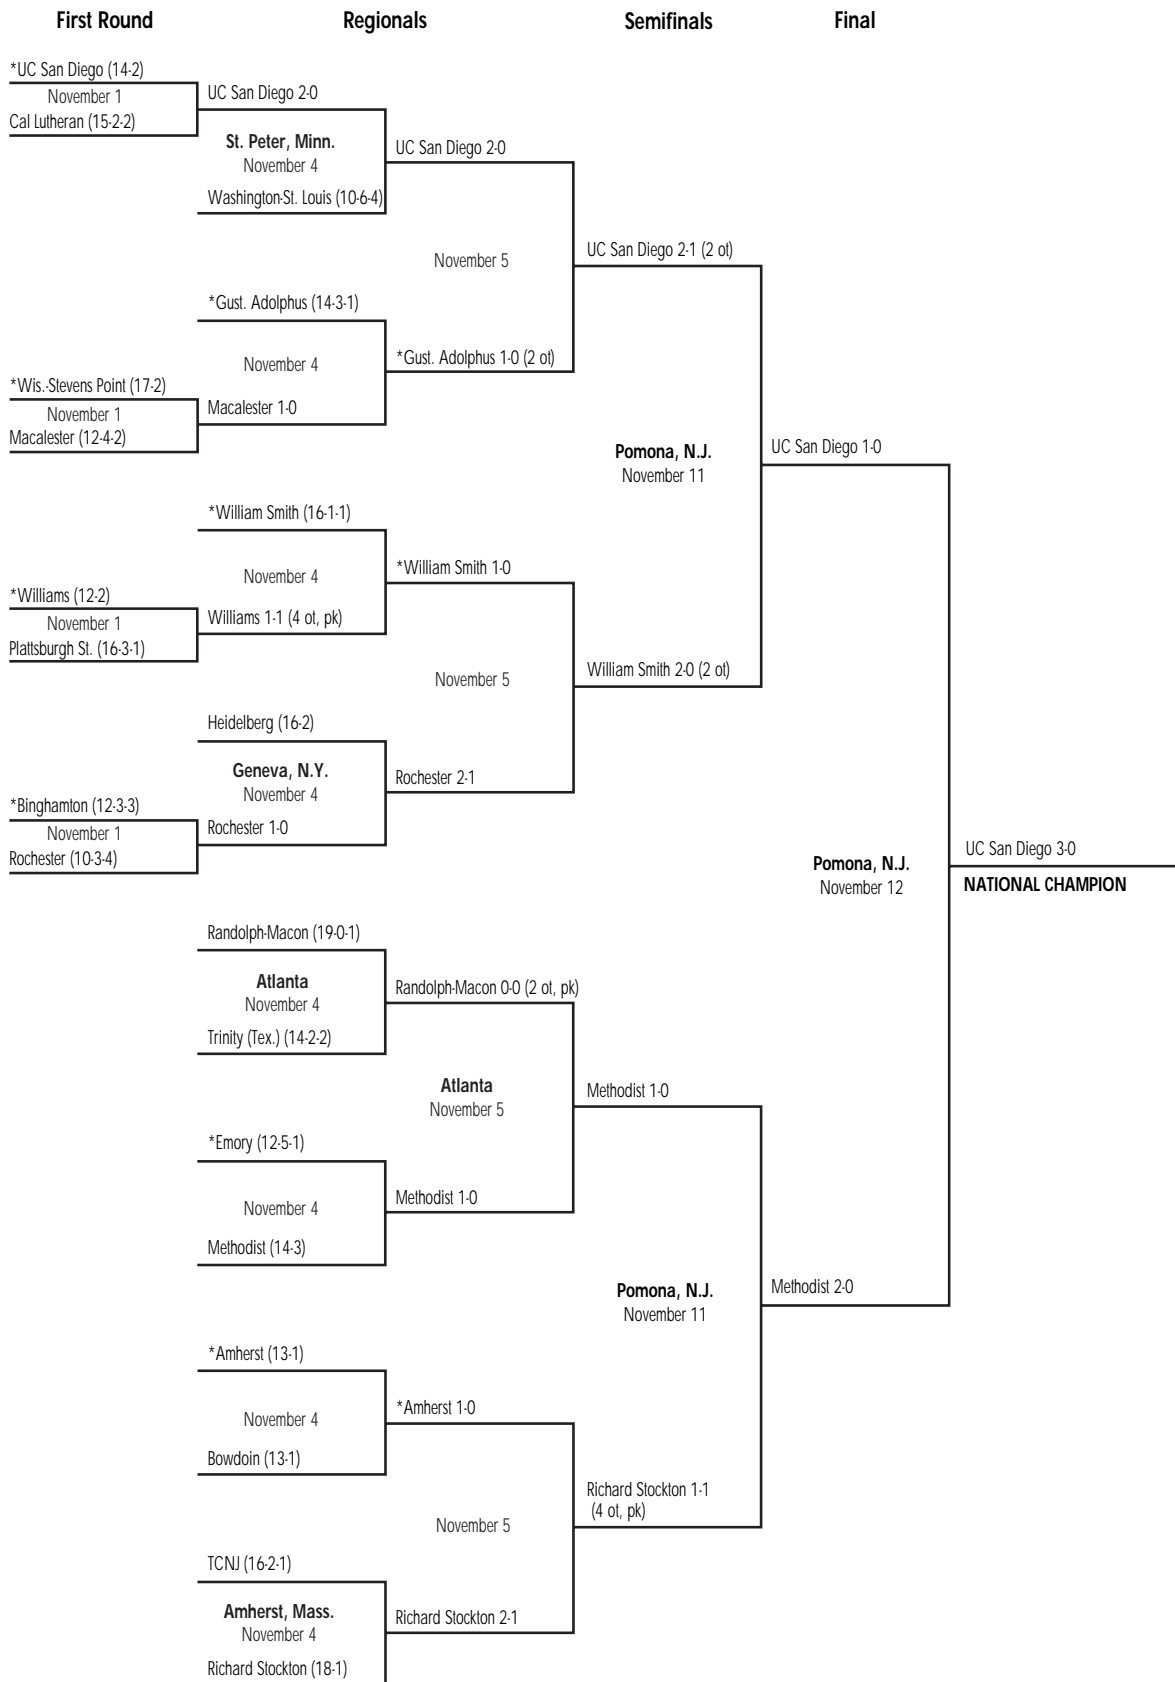 First Round Regionals Semifinals Final
*UC San Diego (14-2)
November 1
Cal Lutheran (15-2-2)
UC San Diego 2-0
St. Peter, Minn.
November 4
Washington-St. Louis (10-6-4)
UC San Diego 2-0
November 5
*Gust. Adolphus (14-3-1)
November 4
*Gust. Adolphus 1-0 (2 ot)
*Wis.-Stevens Point (17-2)
November 1
Macalester (12-4-2)
Macalester 1-0
UC San Diego 2-1 (2 ot)
Pomona, N.J.
November 11
UC San Diego 1-0
*William Smith (16-1-1)
November 4
*William Smith 1-0
*Williams (12-2)
November 1
Plattsburgh St. (16-3-1)
Williams 1-1 (4 ot, pk)
November 5
William Smith 2-0 (2 ot)
Heidelberg (16-2)
Geneva, N.Y.
November 4
Rochester 2-1
*Binghamton (12-3-3)
November 1
Rochester (10-3-4)
Rochester 1-0
Pomona, N.J.
November 12
UC San Diego 3-0
NATIONAL CHAMPION
Randolph-Macon (19-0-1)
Atlanta
November 4
Trinity (Tex.) (14-2-2)
Randolph-Macon 0-0 (2 ot, pk)
Atlanta
November 5
Methodist 1-0
*Emory (12-5-1)
November 4
Methodist (14-3)
Methodist 1-0
Pomona, N.J.
November 11
Methodist 2-0
*Amherst (13-1)
November 4
Bowdoin (13-1)
*Amherst 1-0
November 5
Richard Stockton 1-1
(4 ot, pk)
TCNJ (16-2-1)
Amherst, Mass.
November 4
Richard Stockton (18-1)
Richard Stockton 2-1